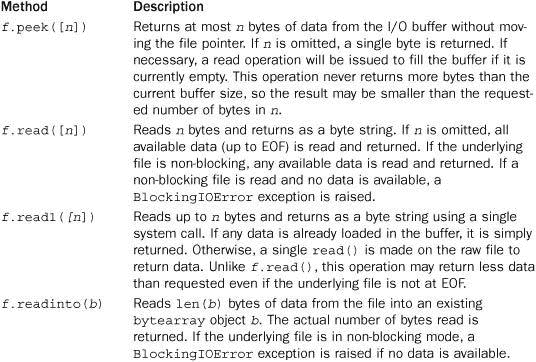 Method Description
f.peek([n]) Returns at most n bytes of data from the I/O buffer without mov-
ing the file pointer. If n is omitted, a single byte is returned. If
necessary, a read operation will be issued to fill the buffer if it is
currently empty. This operation never returns more bytes than the
current buffer size, so the result may be smaller than the request-
ed number of bytes in n.
f.read([n]) Reads n bytes and returns as a byte string. If n is omitted, all
available data (up to EOF) is read and returned. If the underlying
file is non-blocking, any available data is read and returned. If a
non-blocking file is read and no data is available, a
BlockingIOError exception is raised.
f.read1([n]) Reads up to n bytes and returns as a byte string using a single
system call. If any data is already loaded in the buffer, it is simply
returned. Otherwise, a single read() is made on the raw file to
return data. Unlike f.read(), this operation may return less data
than requested even if the underlying file is not at EOF.
f.readinto(b) Reads len(b) bytes of data from the file into an existing
bytearray object b. The actual number of bytes read is
returned. If the underlying file is in non-blocking mode, a
BlockingIOError exception is raised if no data is available.